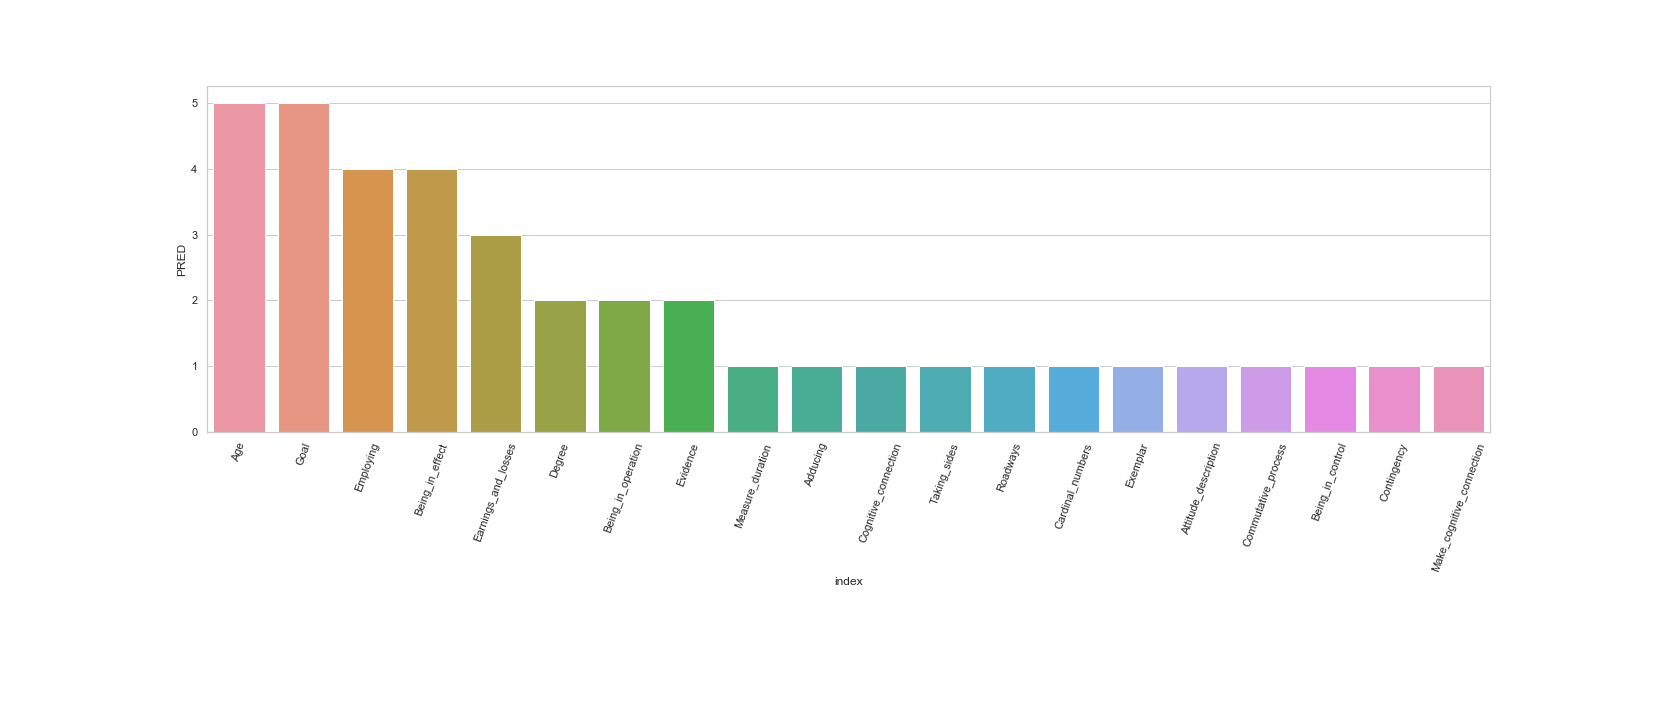 5
4
3
2
1
0
PRED
Age
Goal
Employing
Being_in_effect
Earnings_and_losses
Degree
Being_in_operation
Evidence
Measure_duration
Adducing
Cognitive_connection
Taking_sides
Roadways
Cardinal_numbers
Exemplar
Attitude_description
Commutative_process
Being_in_control
Contingency
Make_cognitive_connection
index